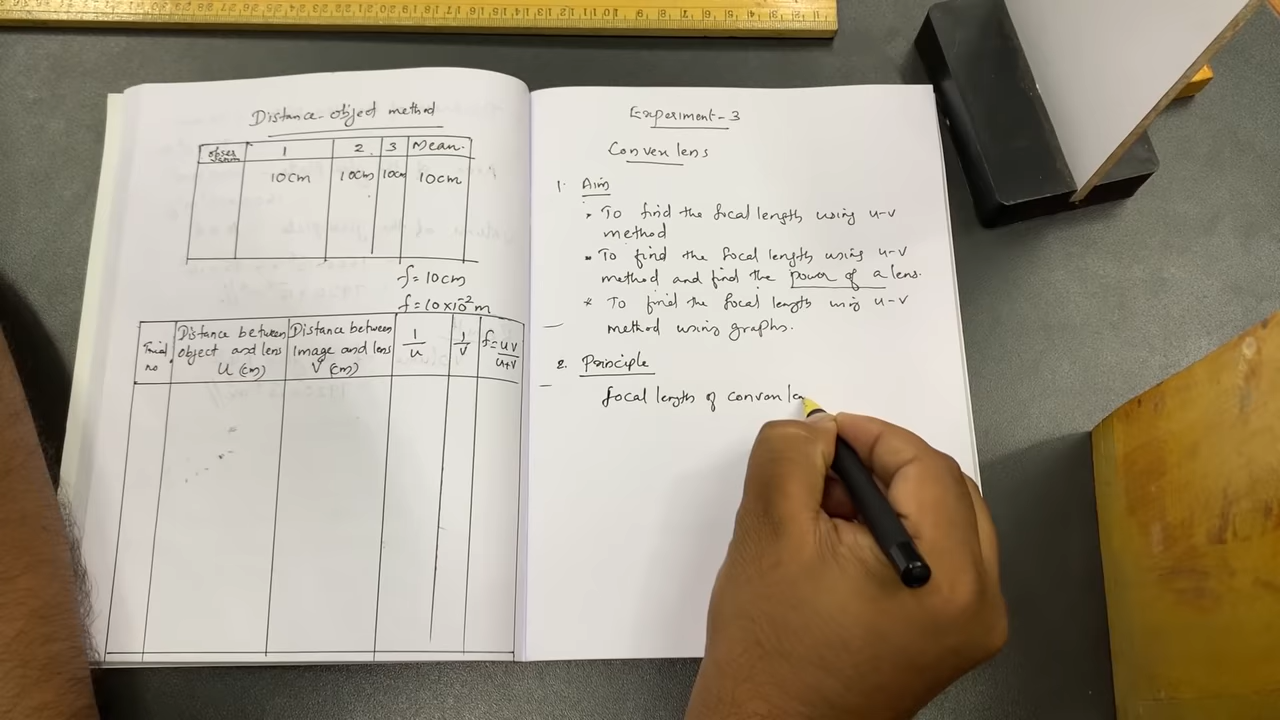 Distance-object method
1 2 3 Mean.
10cm 10cm 10cm 10cm
f=10cm
f=10×10⁻²m
Trial no
Distance between object and lens U (cm)
Distance between Image and lens V (cm)
1/u
1/v
f=uv/u+v
Experiment-3
Convex lens
1. Aim
To find the focal length using u-v
method
To find the focal length using u-v
method and find the power of a lens.
* To find the focal length using u-v
method using graphs.
2. Principle
focal length of convex